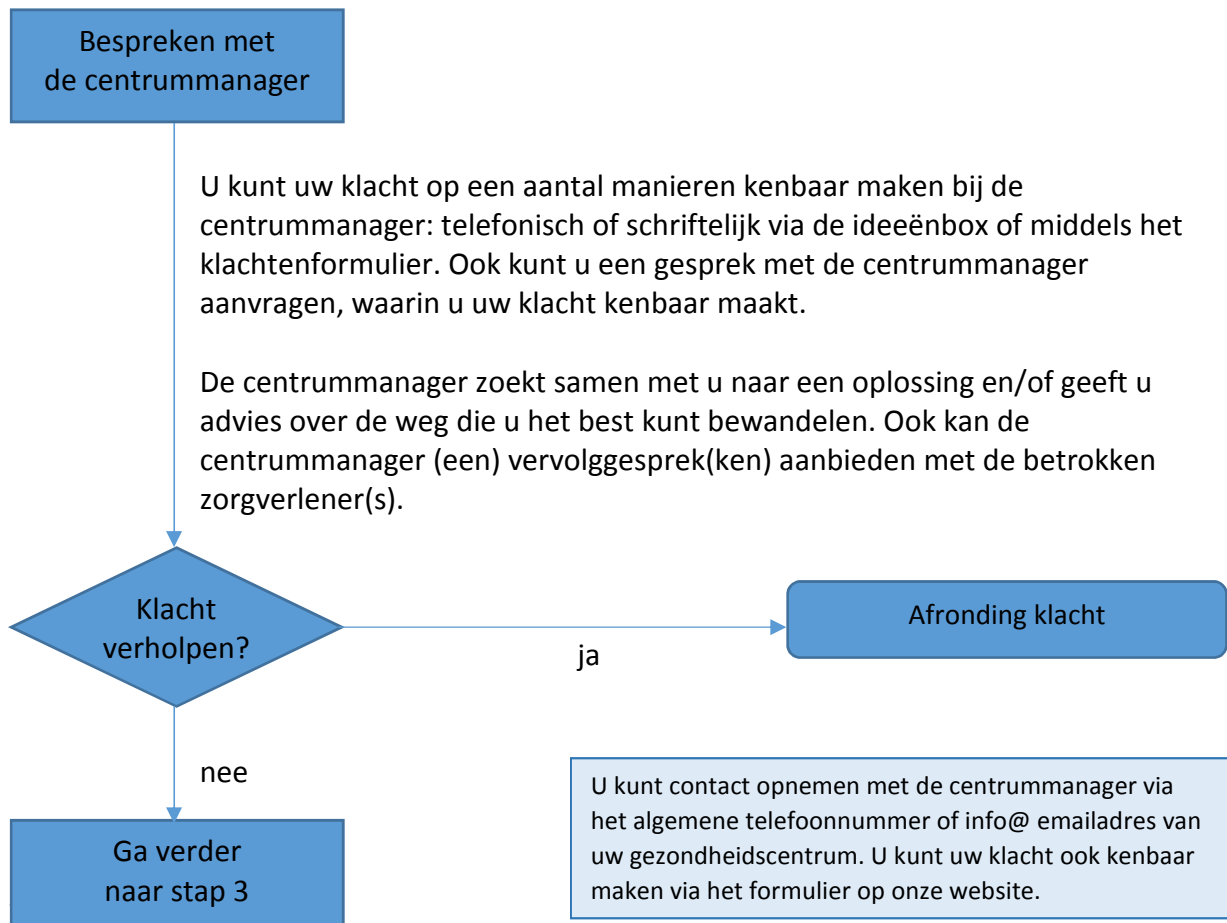 Bespreken met
de centrummanager
U kunt uw klacht op een aantal manieren kenbaar maken bij de
centrummanager: telefonisch of schriftelijk via de ideeënbox of middels het
klachtenformulier. Ook kunt u een gesprek met de centrummanager
aanvragen, waarin u uw klacht kenbaar maakt.
De centrummanager zoekt samen met u naar een oplossing en/of geeft u
advies over de weg die u het best kunt bewandelen. Ook kan de
centrummanager (een) vervolggesprek(ken) aanbieden met de betrokken
zorgverlener(s).
Klacht
verholpen?
ja
Afronding klacht
nee
Ga verder
naar stap 3
U kunt contact opnemen met de centrummanager via
het algemene telefoonnummer of info@ emailadres van
uw gezondheidscentrum. U kunt uw klacht ook kenbaar
maken via het formulier op onze website.